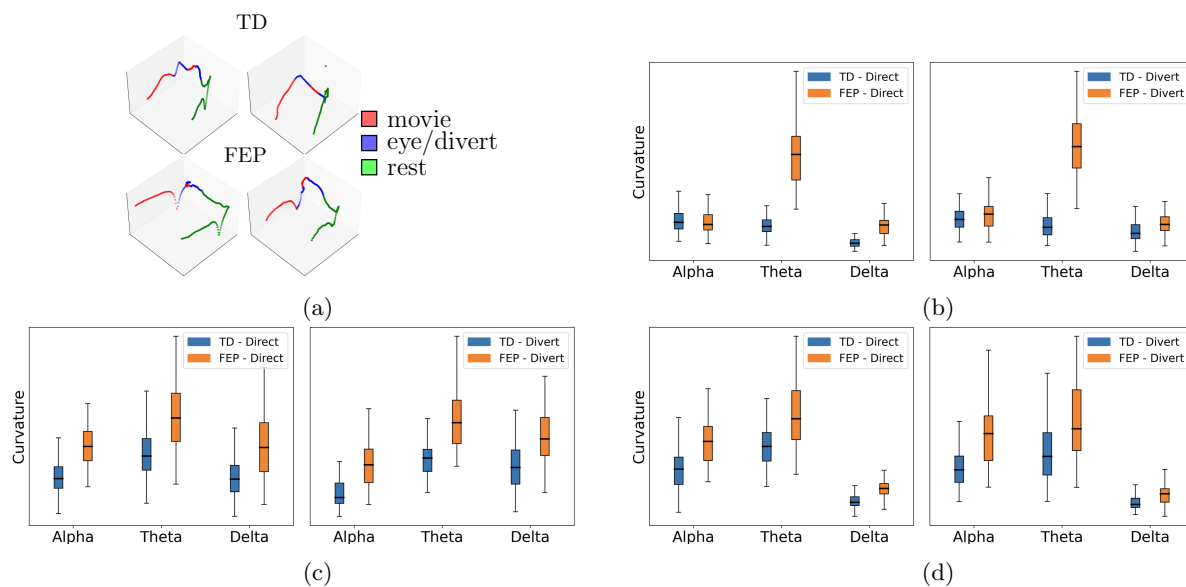 TD
FEP
movie
eye/divert
rest
(a)
Curvature
TD - Direct
FEP - Direct
Alpha Theta Delta
TD - Divert
FEP - Divert
Alpha Theta Delta
(b)
Curvature
TD - Direct
FEP - Direct
Alpha Theta Delta
TD - Divert
FEP - Divert
Alpha Theta Delta
(c)
Curvature
TD - Direct
FEP - Direct
Alpha Theta Delta
TD - Divert
FEP - Divert
Alpha Theta Delta
(d)